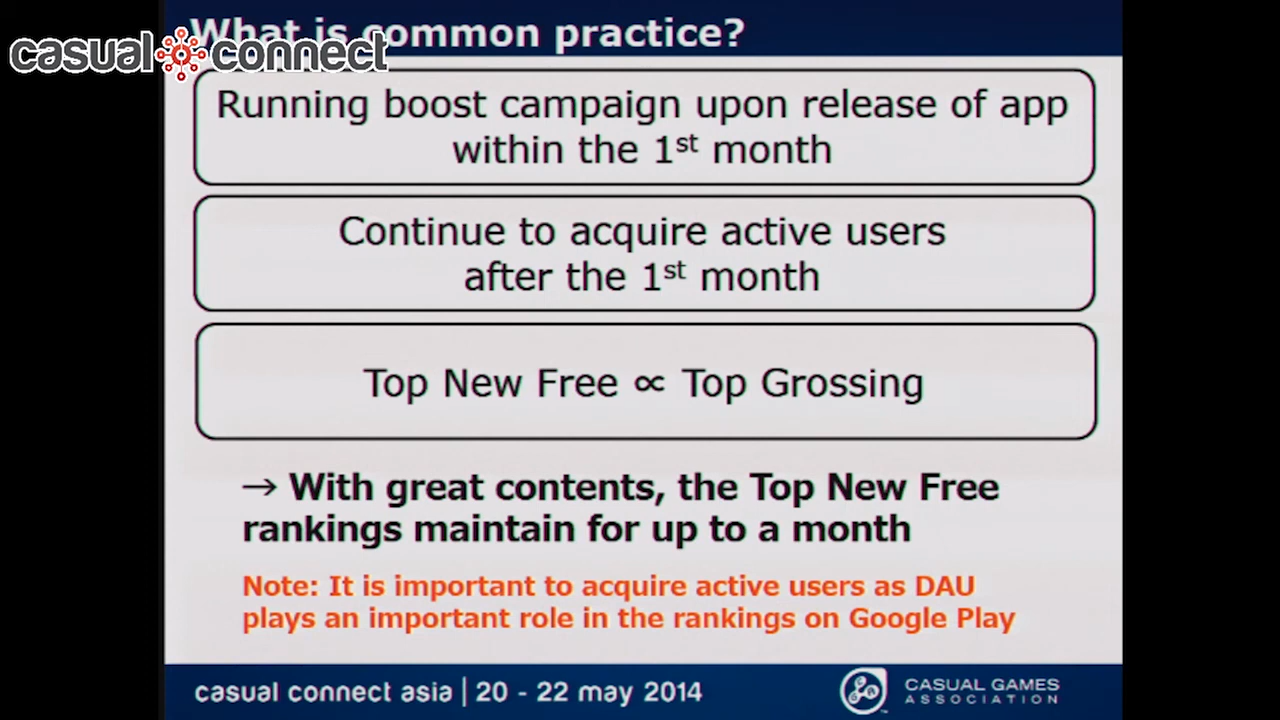 What is common practice?
casual connect
Running boost campaign upon release of app
within the 1st month
Continue to acquire active users
after the 1st month
Top New Free ∝ Top Grossing
→ With great contents, the Top New Free
rankings maintain for up to a month
Note: It is important to acquire active users as DAU
plays an important role in the rankings on Google Play
casual connect asia | 20 - 22 may 2014
CASUAL GAMES
ASSOCIATION